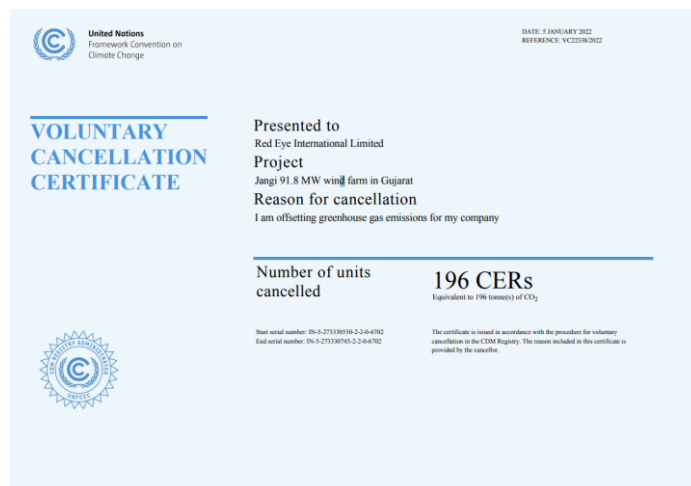 United Nations
Framework Convention on
Climate Change
DATE: 5 JANUARY 2022
REFERENCE: VC22338/2022
VOLUNTARY
CANCELLATION
CERTIFICATE
Presented to
Red Eye International Limited
Project
Jangi 91.8 MW wind farm in Gujarat
Reason for cancellation
I am offsetting greenhouse gas emissions for my company
Number of units
cancelled
196 CERs
Equivalent to 196 tonne(s) of CO2
Start serial number: IN-5-273330550-2-2-0-6702
End serial number: IN-5-273330745-2-2-0-6702
The certificate is issued in accordance with the procedure for voluntary
cancellation in the CDM Registry. The reason included in this certificate is
provided by the cancellor.
CDM REGISTRY ADMINISTRATOR
UNFCCC